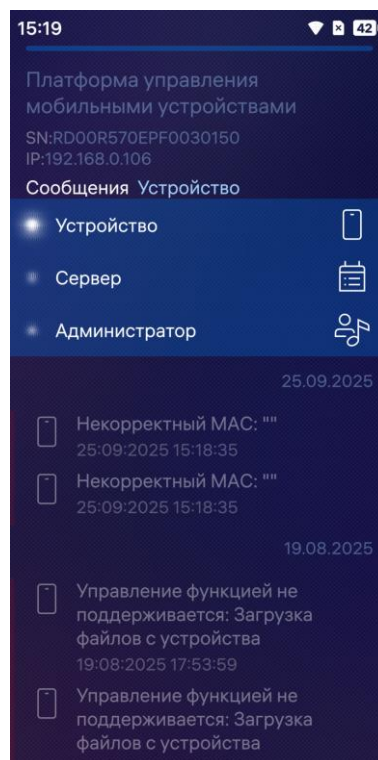 15:19 42
Платформа управления
мобильными устройствами
SN:RD00R570EPF0030150
IP:192.168.0.106
Сообщения Устройство
Устройство
Сервер
Администратор
25.09.2025
Некорректный MAC: ""
25:09:2025 15:18:35
Некорректный MAC: ""
25:09:2025 15:18:35
19.08.2025
Управление функцией не
поддерживается: Загрузка
файлов с устройства
19:08:2025 17:53:59
Управление функцией не
поддерживается: Загрузка
файлов с устройства